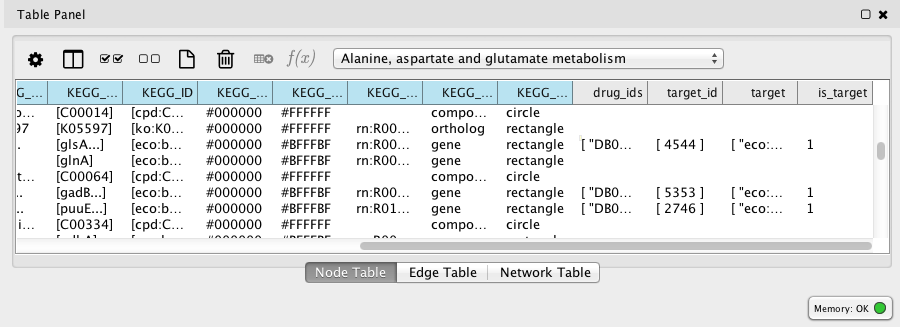 Table Panel
f(x) Alanine, aspartate and glutamate metabolism
G_... KEGG_... KEGG_ID KEGG_... KEGG_... KEGG_... KEGG_... KEGG_... drug_ids target_id target is_target
o... [C00014] [cpd:C... #000000 #FFFFFF compo... circle
97 [K05597] [ko:K0... #000000 #FFFFFF rn:R00... ortholog rectangle
.. [glsA...] [eco:b... #000000 #BFFFBF rn:R00... gene rectangle [ "DB0... [ 4544 ] [ "eco:... 1
[glnA] [eco:b... #000000 #BFFFBF rn:R00... gene rectangle
t... [C00064] [cpd:C... #000000 #FFFFFF compo... circle
.. [gadB...] [eco:b... #000000 #BFFFBF rn:R00... gene rectangle [ "DB0... [ 5353 ] [ "eco:... 1
.. [puuE... [eco:b... #000000 #BFFFBF rn:R01... gene rectangle [ "DB0... [ 2746 ] [ "eco:... 1
i... [C00334] [cpd:C... #000000 #FFFFFF compo... circle
Node Table Edge Table Network Table
Memory: OK